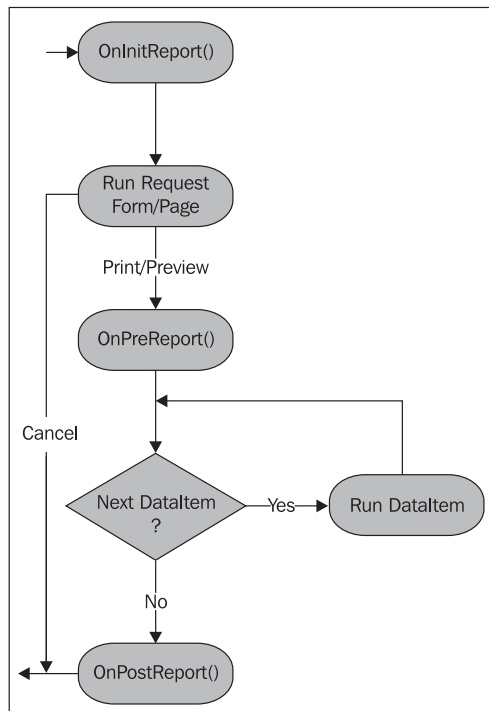 OnInitReport()
Run Request
Form/Page
Print/Preview
OnPreReport()
Cancel
Next DataItem
?
Yes
Run DataItem
No
OnPostReport()